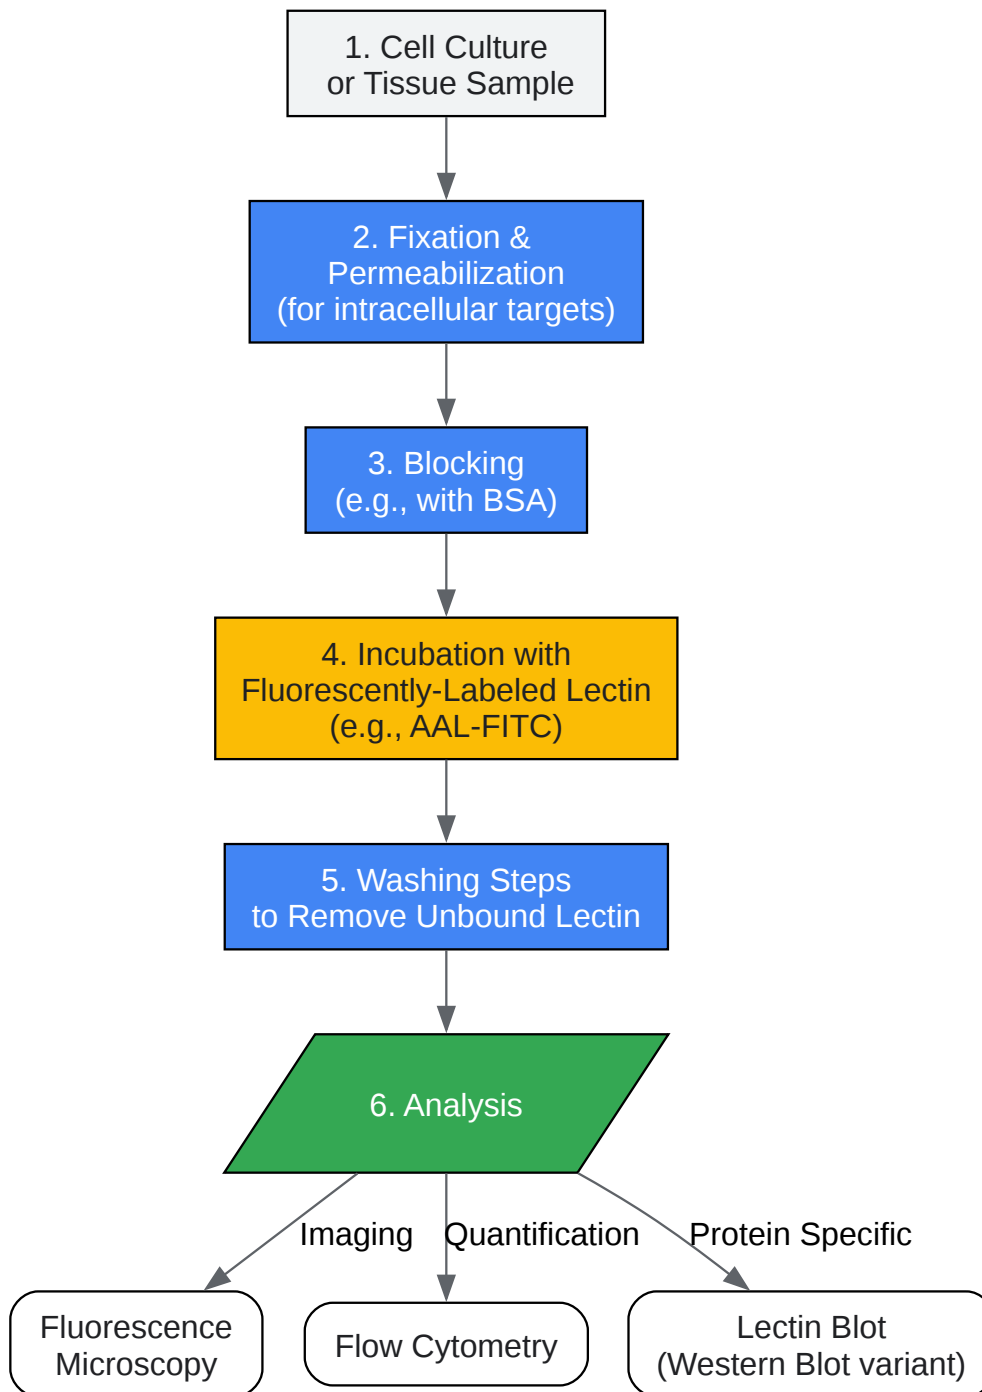 1. Cell Culture
or Tissue Sample
2. Fixation &
Permeabilization
(for intracellular targets)
3. Blocking
(e.g., with BSA)
4. Incubation with
Fluorescently-Labeled Lectin
(e.g., AAL-FITC)
5. Washing Steps
to Remove Unbound Lectin
6. Analysis
Imaging
Quantification
Protein Specific
Fluorescence
Microscopy
Flow Cytometry
Lectin Blot
(Western Blot variant)